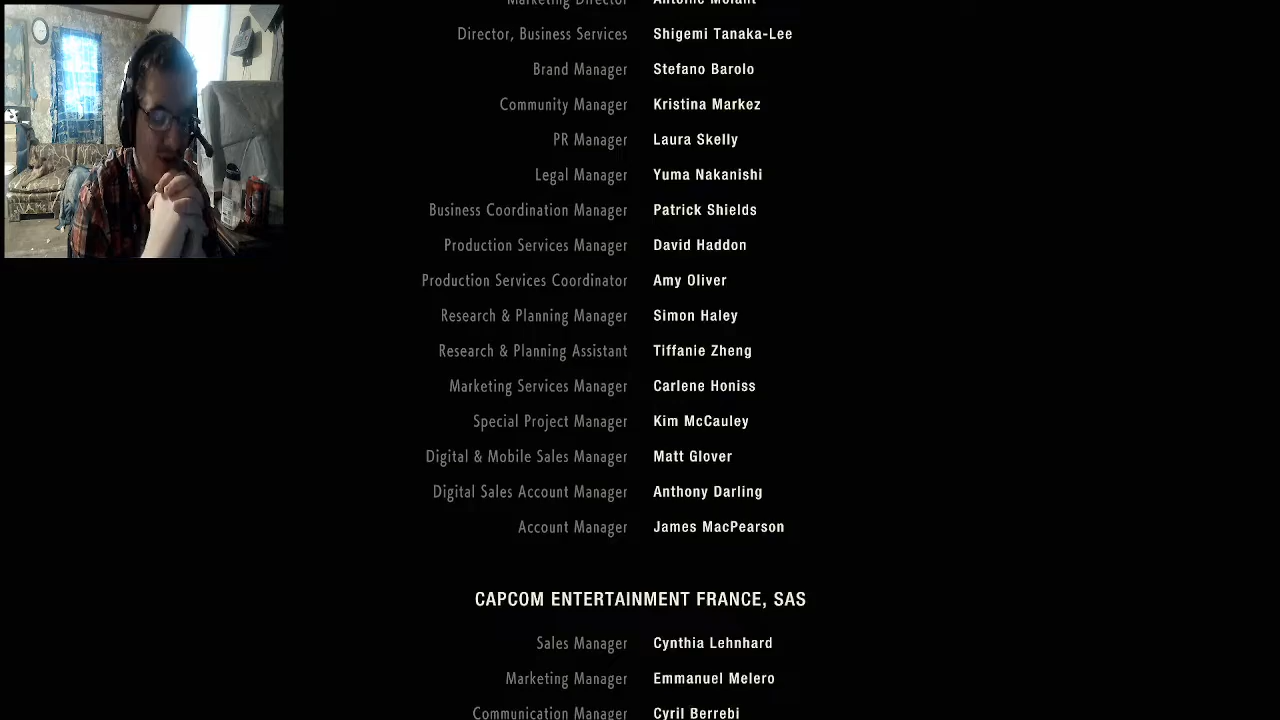 Marketing Director Antoine Molant
Director, Business Services Shigemi Tanaka-Lee
Brand Manager Stefano Barolo
Community Manager Kristina Markez
PR Manager Laura Skelly
Legal Manager Yuma Nakanishi
Business Coordination Manager Patrick Shields
Production Services Manager David Haddon
Production Services Coordinator Amy Oliver
Research & Planning Manager Simon Haley
Research & Planning Assistant Tiffanie Zheng
Marketing Services Manager Carlene Honiss
Special Project Manager Kim McCauley
Digital & Mobile Sales Manager Matt Glover
Digital Sales Account Manager Anthony Darling
Account Manager James MacPearson
CAPCOM ENTERTAINMENT FRANCE, SAS
Sales Manager Cynthia Lehnhard
Marketing Manager Emmanuel Melero
Communication Manager Cyril Berrebi